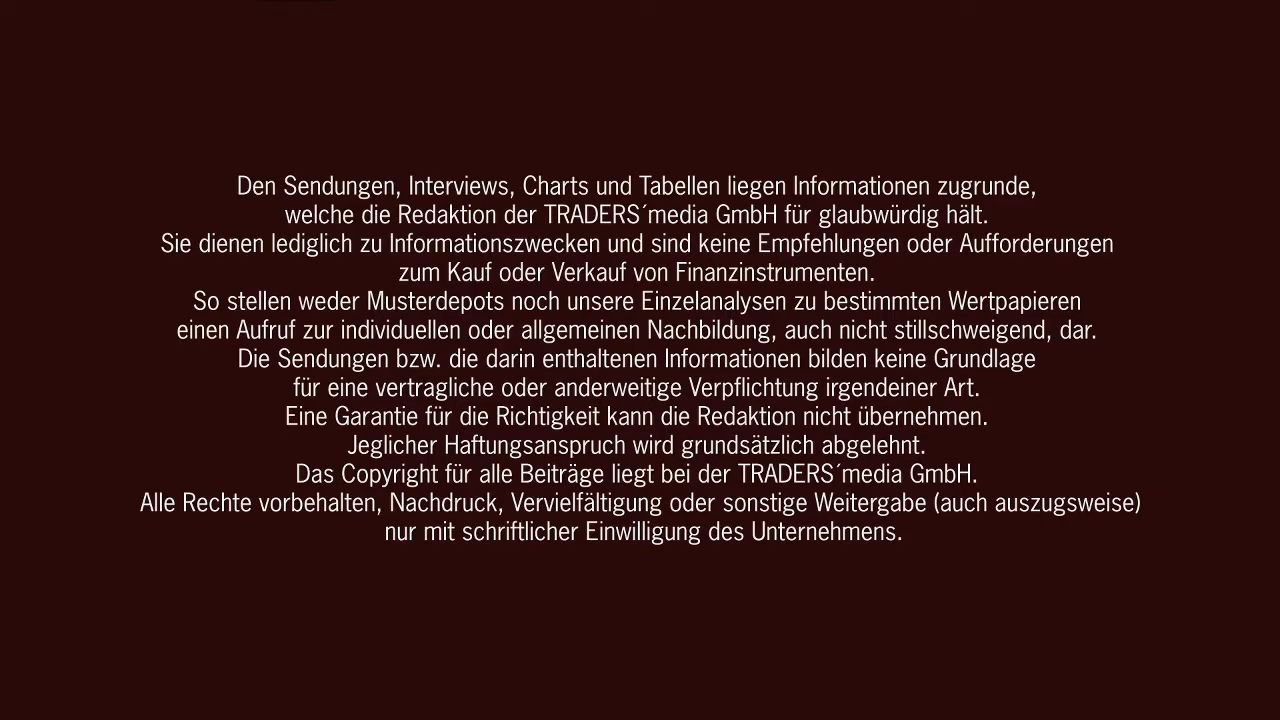 Den Sendungen, Interviews, Charts und Tabellen liegen Informationen zugrunde,
welche die Redaktion der TRADERS´media GmbH für glaubwürdig hält.
Sie dienen lediglich zu Informationszwecken und sind keine Empfehlungen oder Aufforderungen
zum Kauf oder Verkauf von Finanzinstrumenten.
So stellen weder Musterdepots noch unsere Einzelanalysen zu bestimmten Wertpapieren
einen Aufruf zur individuellen oder allgemeinen Nachbildung, auch nicht stillschweigend, dar.
Die Sendungen bzw. die darin enthaltenen Informationen bilden keine Grundlage
für eine vertragliche oder anderweitige Verpflichtung irgendeiner Art.
Eine Garantie für die Richtigkeit kann die Redaktion nicht übernehmen.
Jeglicher Haftungsanspruch wird grundsätzlich abgelehnt.
Das Copyright für alle Beiträge liegt bei der TRADERS´media GmbH.
Alle Rechte vorbehalten, Nachdruck, Vervielfältigung oder sonstige Weitergabe (auch auszugsweise)
nur mit schriftlicher Einwilligung des Unternehmens.